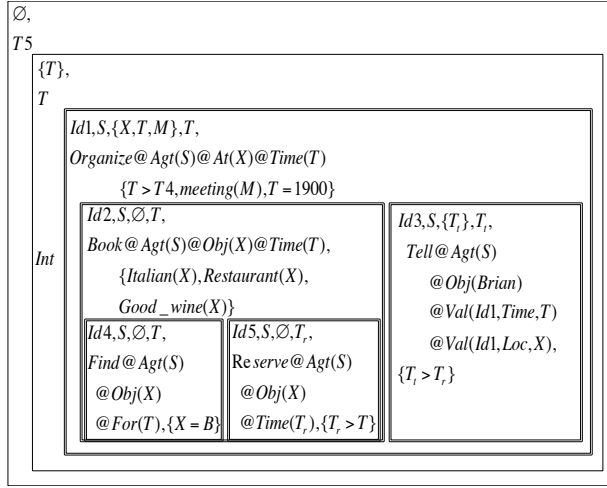 ∅,
T5
{T},
T
Int
Id1,S,{X,T,M},T,
Organize@Agt(S)@At(X)@Time(T)
{T>T4,meeting(M),T=1900}
Id2,S,∅,T,
Book@Agt(S)@Obj(X)@Time(T),
{Italian(X),Restaurant(X),
Good_wine(X)}
Id4,S,∅,T,
Find@Agt(S)
@Obj(X)
@For(T),{X=B}
Id5,S,∅,Tᵣ,
Reserve@Agt(S)
@Obj(X)
@Time(Tᵣ),{Tᵣ>T}
Id3,S,{Tₜ},Tₜ,
Tell@Agt(S)
@Obj(Brian)
@Val(Id1,Time,T)
@Val(Id1,Loc,X),
{Tₜ>Tᵣ}